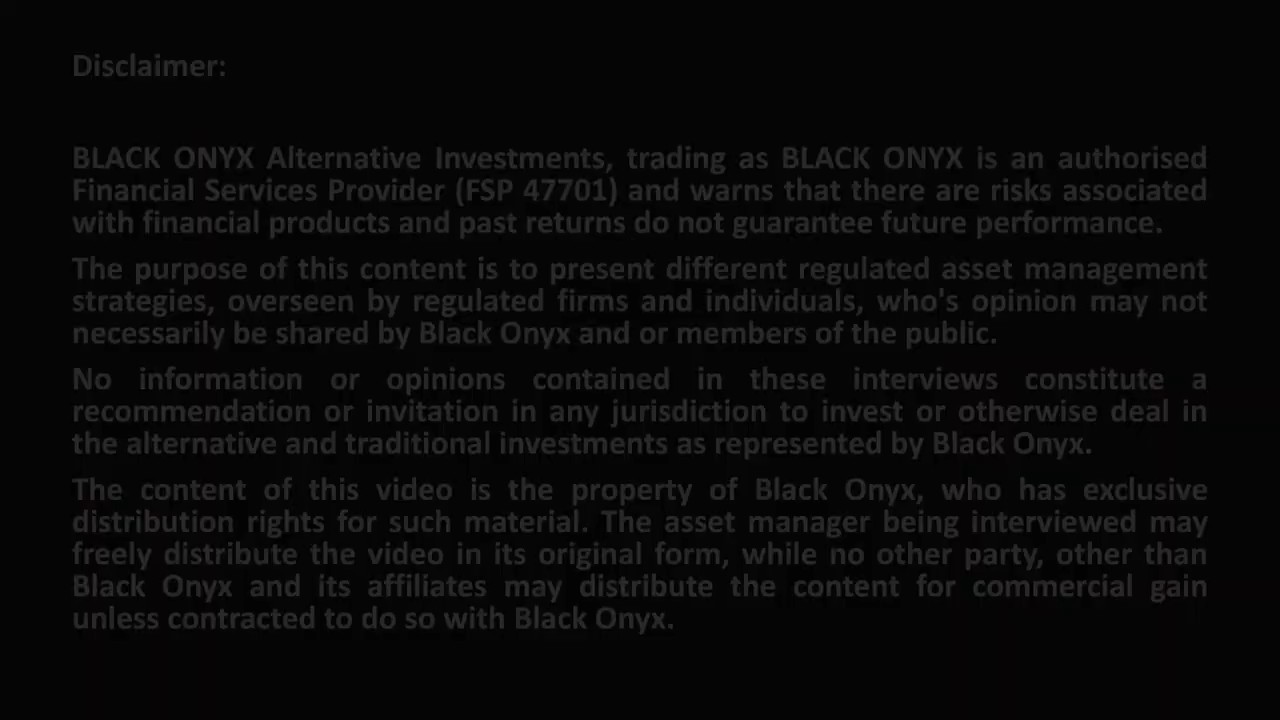 Disclaimer:
BLACK ONYX Alternative Investments, trading as BLACK ONYX is an authorised
Financial Services Provider (FSP 47701) and warns that there are risks associated
with financial products and past returns do not guarantee future performance.
The purpose of this content is to present different regulated asset management
strategies, overseen by regulated firms and individuals, who's opinion may not
necessarily be shared by Black Onyx and or members of the public.
No information or opinions contained in these interviews constitute a
recommendation or invitation in any jurisdiction to invest or otherwise deal in
the alternative and traditional investments as represented by Black Onyx.
The content of this video is the property of Black Onyx, who has exclusive
distribution rights for such material. The asset manager being interviewed may
freely distribute the video in its original form, while no other party, other than
Black Onyx and its affiliates may distribute the content for commercial gain
unless contracted to do so with Black Onyx.